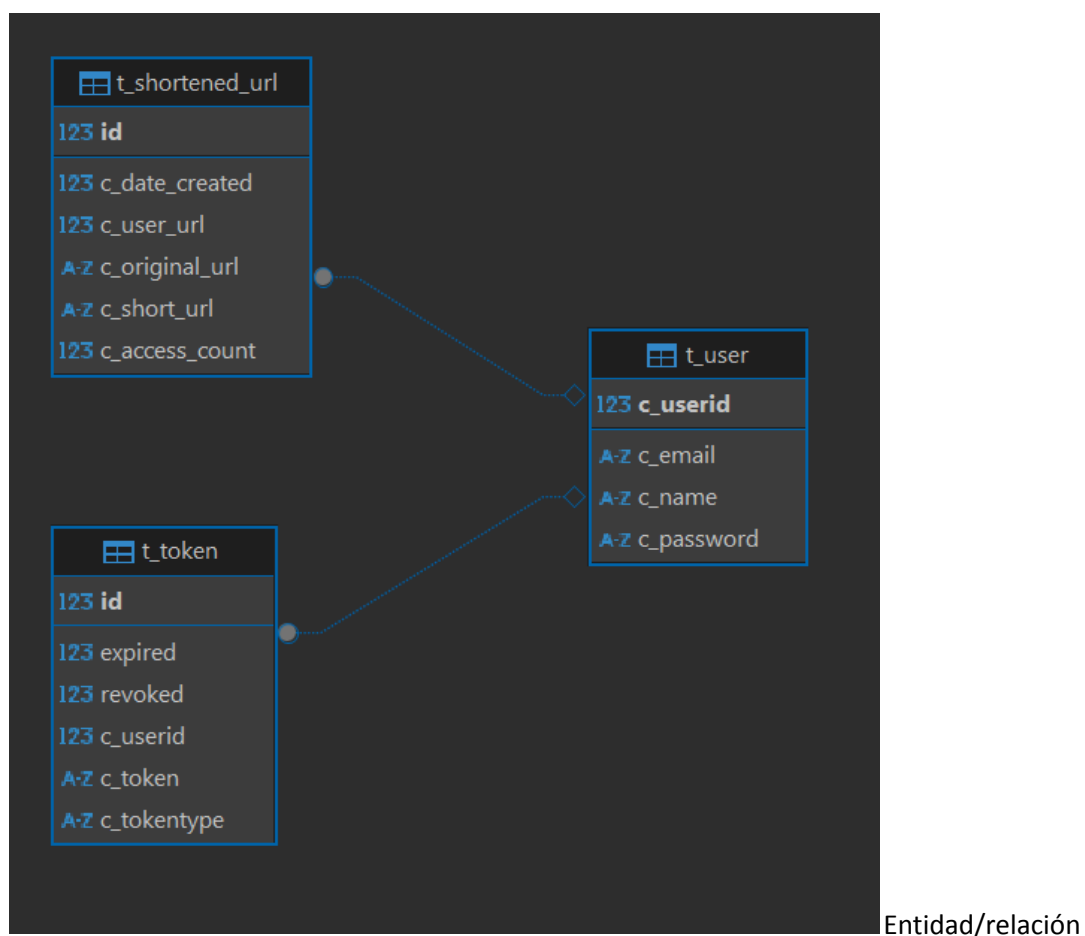 t_shortened_url
123 id
123 c_date_created
123 c_user_url
A-Z c_original_url
A-Z c_short_url
123 c_access_count
t_user
123 c_userid
A-Z c_email
A-Z c_name
A-Z c_password
t_token
123 id
123 expired
123 revoked
123 c_userid
A-Z c_token
A-Z c_tokentype
Entidad/relación